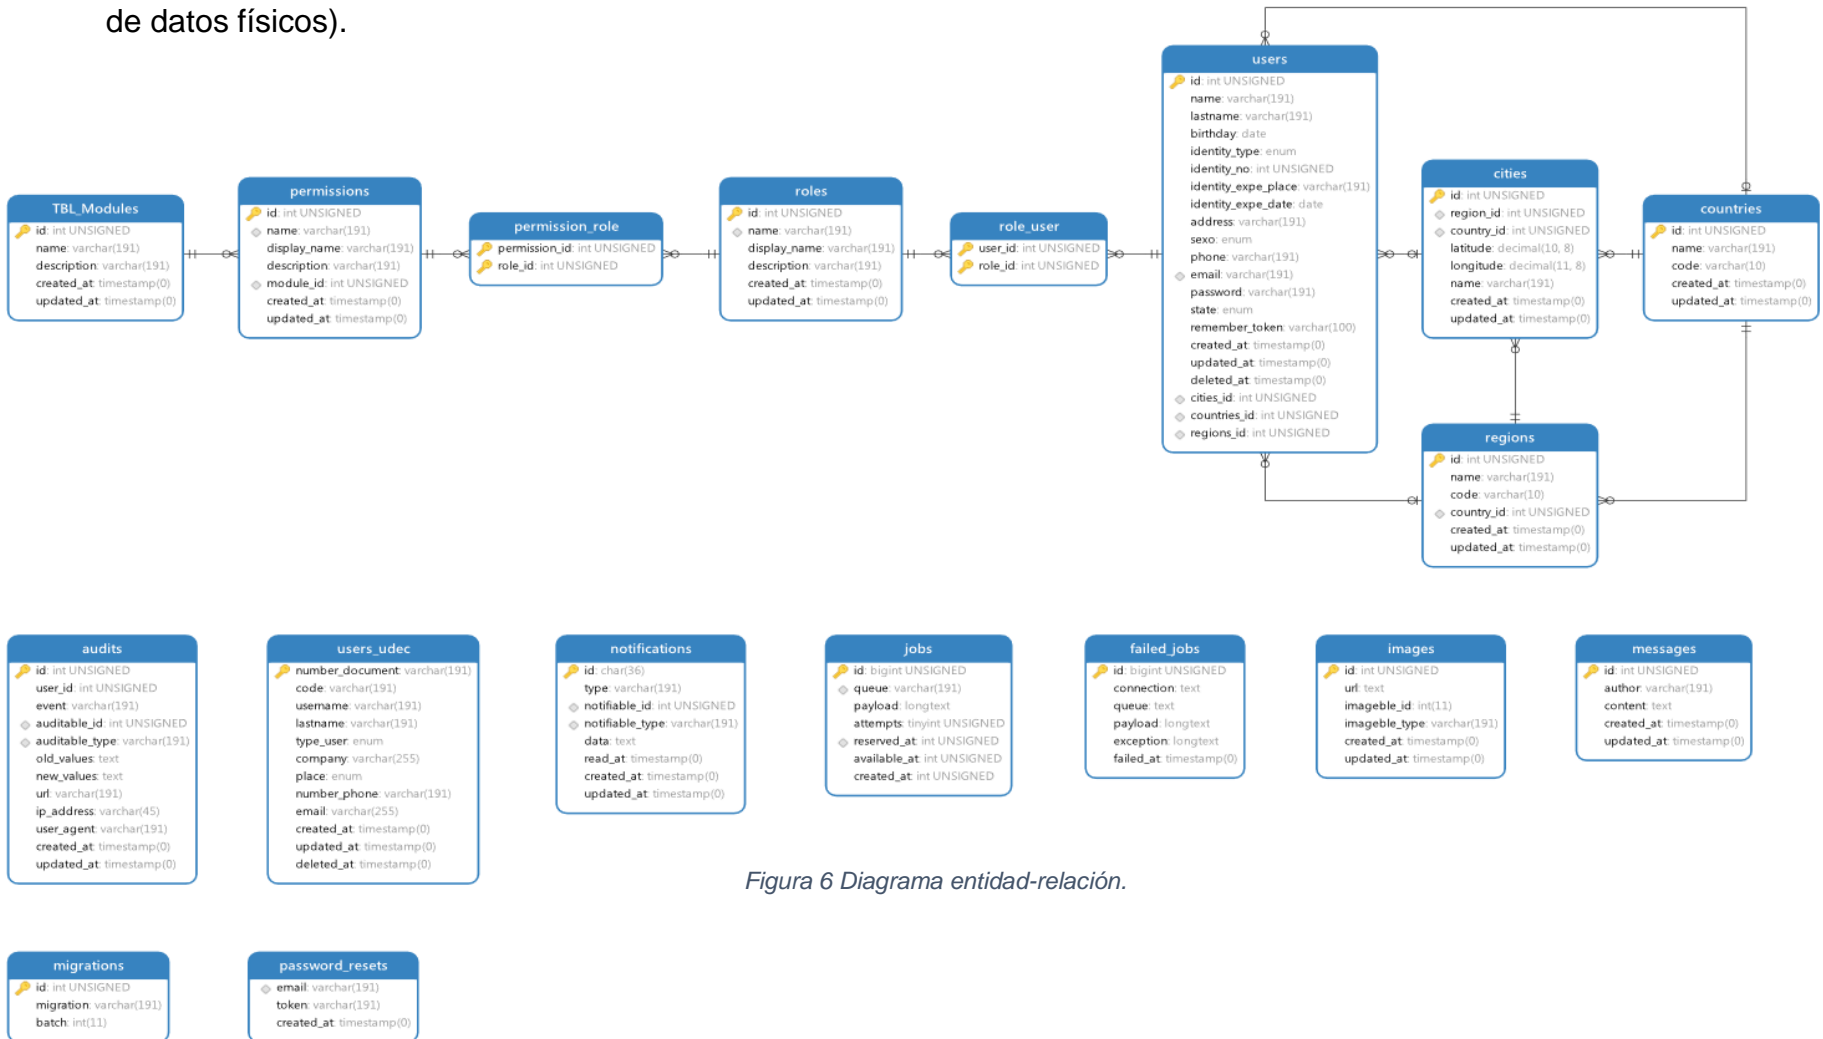 de datos físicos).
users
id: int UNSIGNED
name: varchar(191)
lastname: varchar(191)
birthday: date
identity_type: enum
identity_no: int UNSIGNED
identity_expe_place: varchar(191)
identity_expe_date: date
address: varchar(191)
sexo: enum
phone: varchar(191)
email: varchar(191)
password: varchar(191)
state: enum
remember_token: varchar(100)
created_at: timestamp(0)
updated_at: timestamp(0)
deleted_at: timestamp(0)
cities_id: int UNSIGNED
countries_id: int UNSIGNED
regions_id: int UNSIGNED
TBL_Modules
id: int UNSIGNED
name: varchar(191)
description: varchar(191)
created_at: timestamp(0)
updated_at: timestamp(0)
permissions
id: int UNSIGNED
name: varchar(191)
display_name: varchar(191)
description: varchar(191)
module_id: int UNSIGNED
created_at: timestamp(0)
updated_at: timestamp(0)
permission_role
permission_id: int UNSIGNED
role_id: int UNSIGNED
roles
id: int UNSIGNED
name: varchar(191)
display_name: varchar(191)
description: varchar(191)
created_at: timestamp(0)
updated_at: timestamp(0)
role_user
user_id: int UNSIGNED
role_id: int UNSIGNED
cities
id: int UNSIGNED
region_id: int UNSIGNED
country_id: int UNSIGNED
latitude: decimal(10, 8)
longitude: decimal(11, 8)
name: varchar(191)
created_at: timestamp(0)
updated_at: timestamp(0)
countries
id: int UNSIGNED
name: varchar(191)
code: varchar(10)
created_at: timestamp(0)
updated_at: timestamp(0)
regions
id: int UNSIGNED
name: varchar(191)
code: varchar(10)
country_id: int UNSIGNED
created_at: timestamp(0)
updated_at: timestamp(0)
audits
id: int UNSIGNED
user_id: int UNSIGNED
event: varchar(191)
auditable_id: int UNSIGNED
auditable_type: varchar(191)
old_values: text
new_values: text
url: varchar(191)
ip_address: varchar(45)
user_agent: varchar(191)
created_at: timestamp(0)
updated_at: timestamp(0)
users_udec
number_document: varchar(191)
code: varchar(191)
username: varchar(191)
lastname: varchar(191)
type_user: enum
company: varchar(255)
place: enum
number_phone: varchar(191)
email: varchar(255)
created_at: timestamp(0)
updated_at: timestamp(0)
deleted_at: timestamp(0)
notifications
id: char(36)
type: varchar(191)
notifiable_id: int UNSIGNED
notifiable_type: varchar(191)
data: text
read_at: timestamp(0)
created_at: timestamp(0)
updated_at: timestamp(0)
jobs
id: bigint UNSIGNED
queue: varchar(191)
payload: longtext
attempts: tinyint UNSIGNED
reserved_at: int UNSIGNED
available_at: int UNSIGNED
created_at: int UNSIGNED
failed_jobs
id: bigint UNSIGNED
connection: text
queue: text
payload: longtext
exception: longtext
failed_at: timestamp(0)
images
id: int UNSIGNED
url: text
imageble_id: int(11)
imageble_type: varchar(191)
created_at: timestamp(0)
updated_at: timestamp(0)
messages
id: int UNSIGNED
author: varchar(191)
content: text
created_at: timestamp(0)
updated_at: timestamp(0)
Figura 6 Diagrama entidad-relación.
migrations
id: int UNSIGNED
migration: varchar(191)
batch: int(11)
password_resets
email: varchar(191)
token: varchar(191)
created_at: timestamp(0)